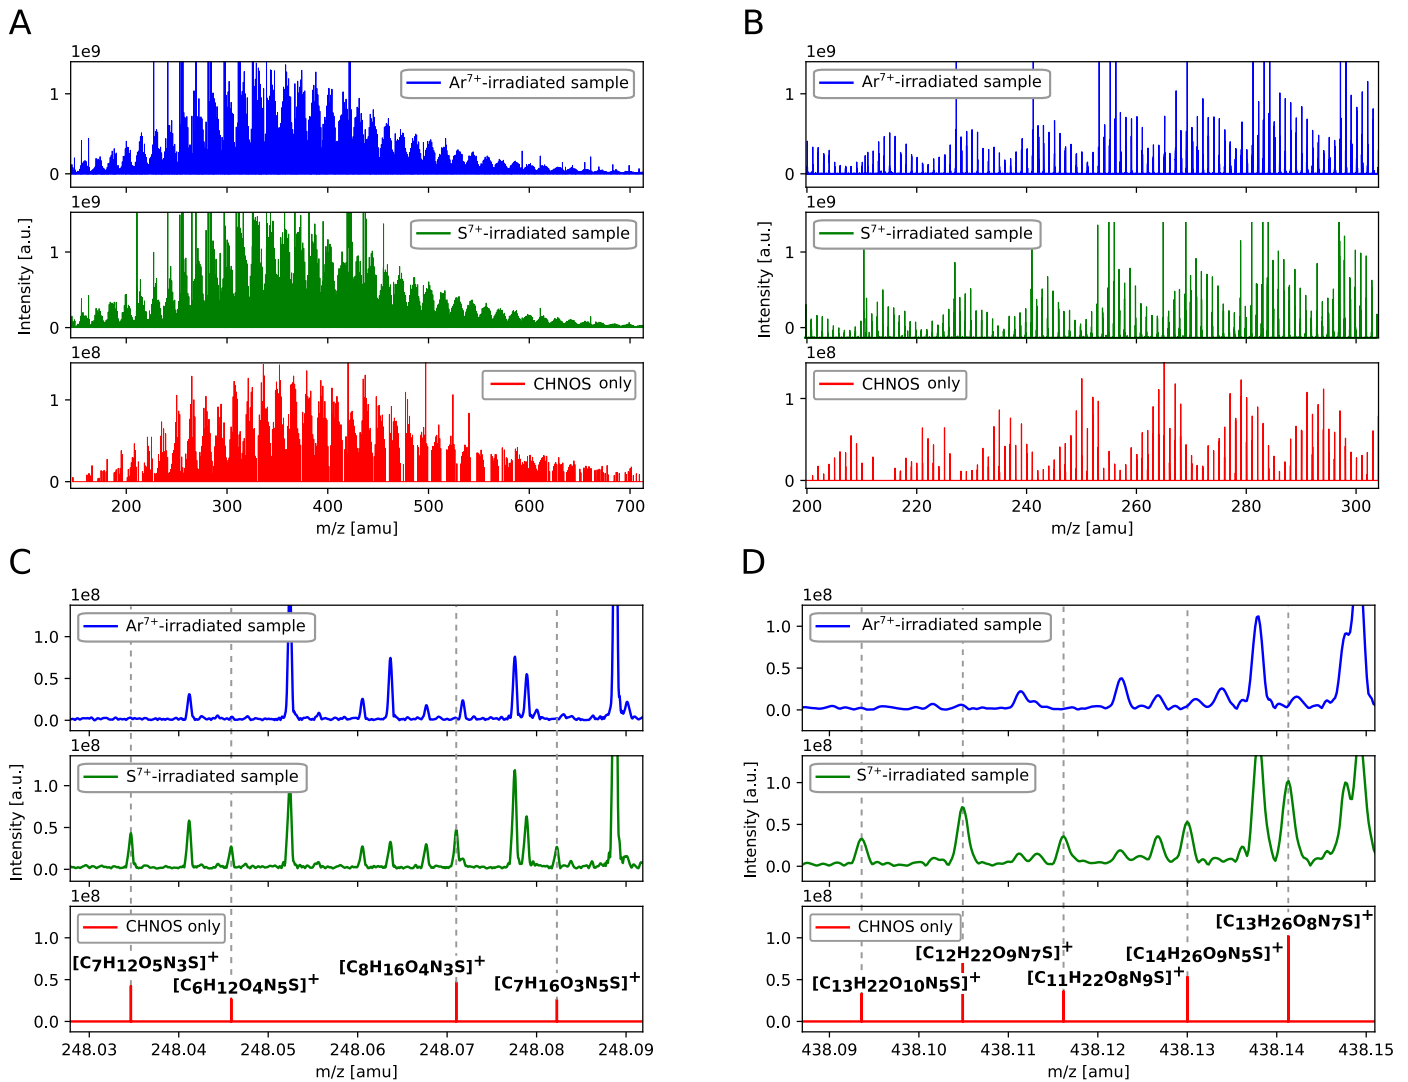 A
1e9
Ar7+-irradiated sample
1
0
1e9
S7+-irradiated sample
1
0
Intensity [a.u.]
1e8
CHNOS only
1
0
200 300 400 500 600 700
m/z [amu]
B
1e9
Ar7+-irradiated sample
1
0
1e9
S7+-irradiated sample
1
0
Intensity [a.u.]
1e8
CHNOS only
1
0
200 220 240 260 280 300
m/z [amu]
C
1e8
Ar7+-irradiated sample
1.0
0.5
0.0
1e8
S7+-irradiated sample
1.0
0.5
0.0
Intensity [a.u.]
1e8
CHNOS only
1.0
[C7H12O5N3S]+
[C8H16O4N3S]+
[C6H12O4N5S]+
[C7H16O3N5S]+
0.5
0.0
248.03 248.04 248.05 248.06 248.07 248.08 248.09
m/z [amu]
D
1e8
Ar7+-irradiated sample
1.0
0.5
0.0
1e8
S7+-irradiated sample
1.0
0.5
0.0
Intensity [a.u.]
1e8
CHNOS only
[C13H26O8N7S]+
1.0
[C12H22O9N7S]+
[C14H26O9N5S]+
[C13H22O10N5S]+
[C11H22O8N9S]+
0.5
0.0
438.09 438.10 438.11 438.12 438.13 438.14 438.15
m/z [amu]